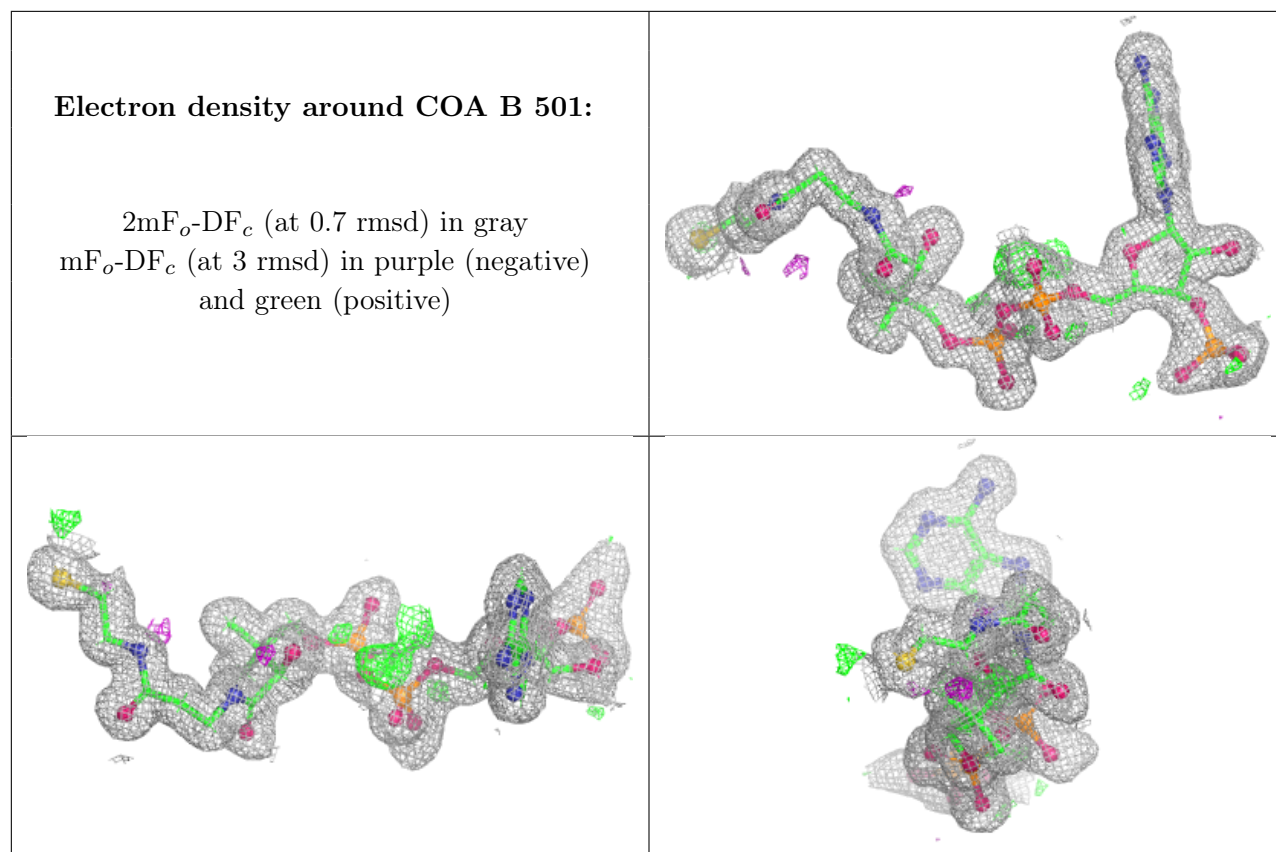 Electron density around COA B 501:
2mFo-DFc (at 0.7 rmsd) in gray
mFo-DFc (at 3 rmsd) in purple (negative)
and green (positive)